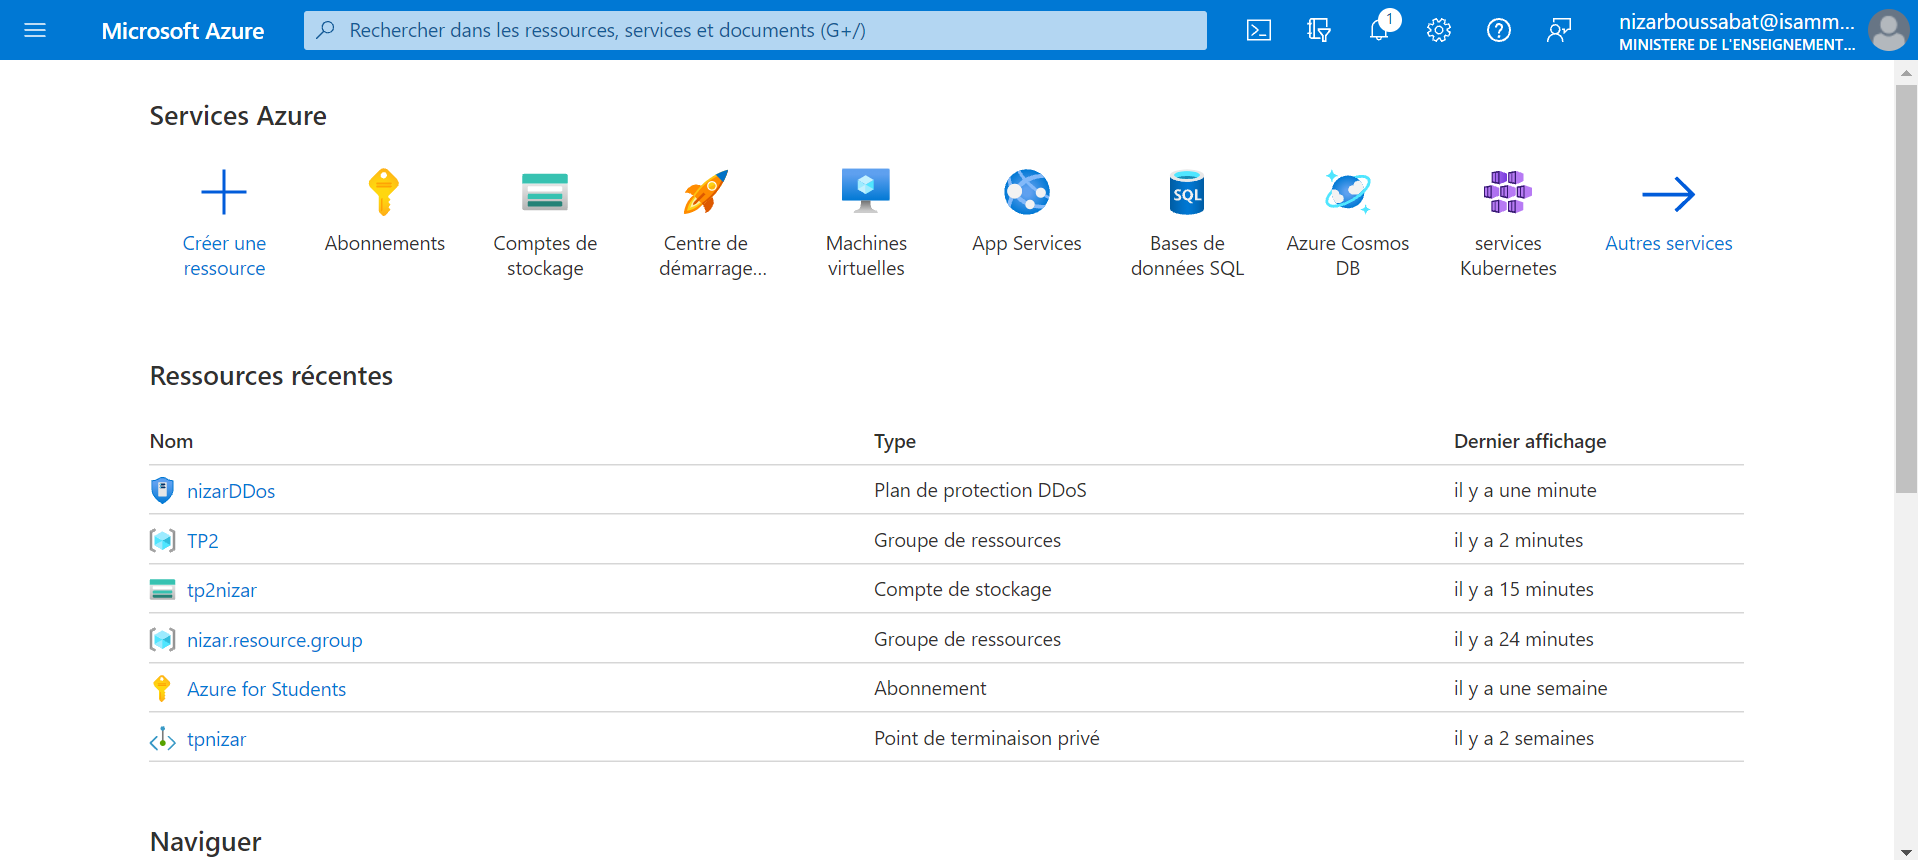 Microsoft Azure
Rechercher dans les ressources, services et documents (G+/)
1
nizarboussabat@isamm...
MINISTERE DE L'ENSEIGNEMENT...
Services Azure
Créer une
ressource
Abonnements
Comptes de
stockage
Centre de
démarrage...
Machines
virtuelles
App Services
SQL
Bases de
données SQL
Azure Cosmos
DB
services
Kubernetes
Autres services
Ressources récentes
Nom Type Dernier affichage
nizarDDos Plan de protection DDoS il y a une minute
TP2 Groupe de ressources il y a 2 minutes
tp2nizar Compte de stockage il y a 15 minutes
nizar.resource.group Groupe de ressources il y a 24 minutes
Azure for Students Abonnement il y a une semaine
tpnizar Point de terminaison privé il y a 2 semaines
Naviguer